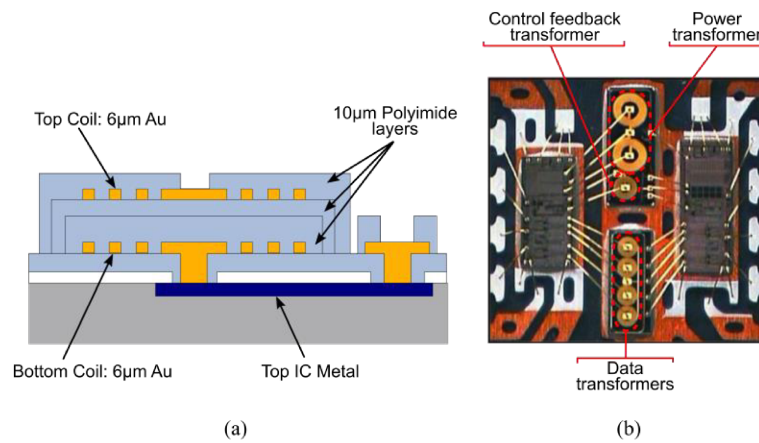 Control feedback
transformer
Power
transformer
Top Coil: 6μm Au
10μm Polyimide
layers
Bottom Coil: 6μm Au
Top IC Metal
Data
transformers
(a)
(b)